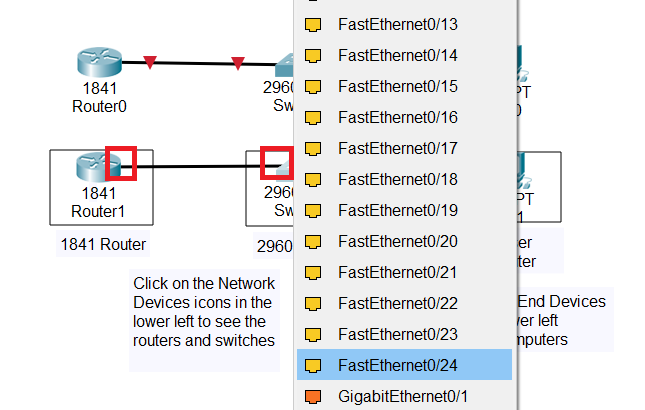 FastEthernet0/13
FastEthernet0/14
FastEthernet0/15
FastEthernet0/16
FastEthernet0/17
FastEthernet0/18
FastEthernet0/19
FastEthernet0/20
FastEthernet0/21
FastEthernet0/22
FastEthernet0/23
FastEthernet0/24
GigabitEthernet0/1
1841
Router0
2960
Sw
PT
0
1841
Router1
2960
Sw
PT
1
1841 Router
2960
er
ter
Click on the Network
Devices icons in the
lower left to see the
routers and switches
End Devices
wer left
mputers